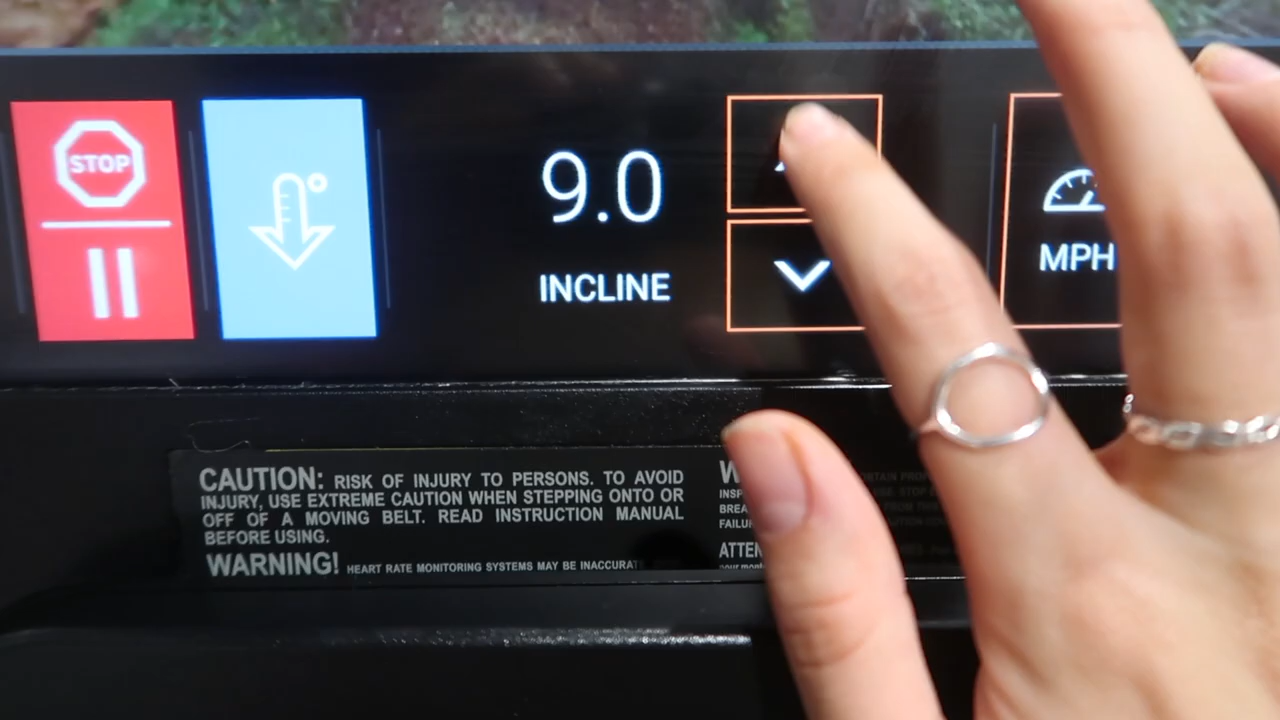 STOP
9.0
INCLINE
MPH
CAUTION: RISK OF INJURY TO PERSONS. TO AVOID
INJURY, USE EXTREME CAUTION WHEN STEPPING ONTO OR
OFF OF A MOVING BELT. READ INSTRUCTION MANUAL
BEFORE USING.
WARNING! HEART RATE MONITORING SYSTEMS MAY BE